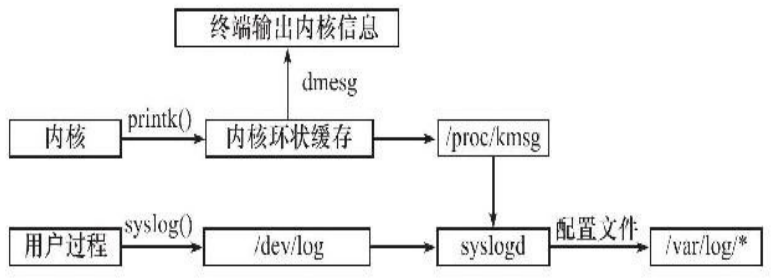 终端输出内核信息
dmesg
内核
printk()
内核环状缓存
/proc/kmsg
用户过程
syslog()
/dev/log
syslogd
配置文件
/var/log/*